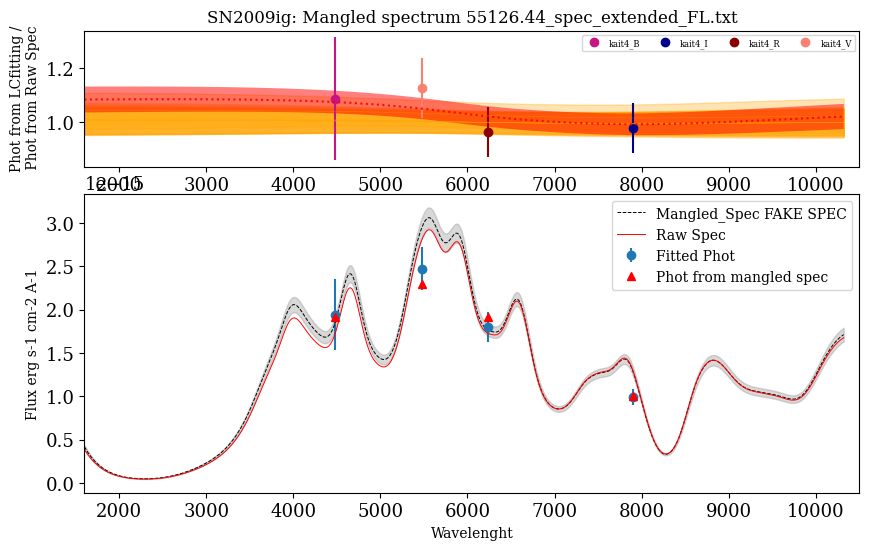 SN2009ig: Mangled spectrum 55126.44_spec_extended_FL.txt
Phot from LCfitting /
Phot from Raw Spec
kait4_B kait4_I kait4_R kait4_V
1.2
1.0
2000 3000 4000 5000 6000 7000 8000 9000 10000
1e−15
Mangled_Spec FAKE SPEC
Raw Spec
Fitted Phot
Phot from mangled spec
Flux erg s-1 cm-2 A-1
3.0
2.5
2.0
1.5
1.0
0.5
0.0
2000 3000 4000 5000 6000 7000 8000 9000 10000
Wavelenght